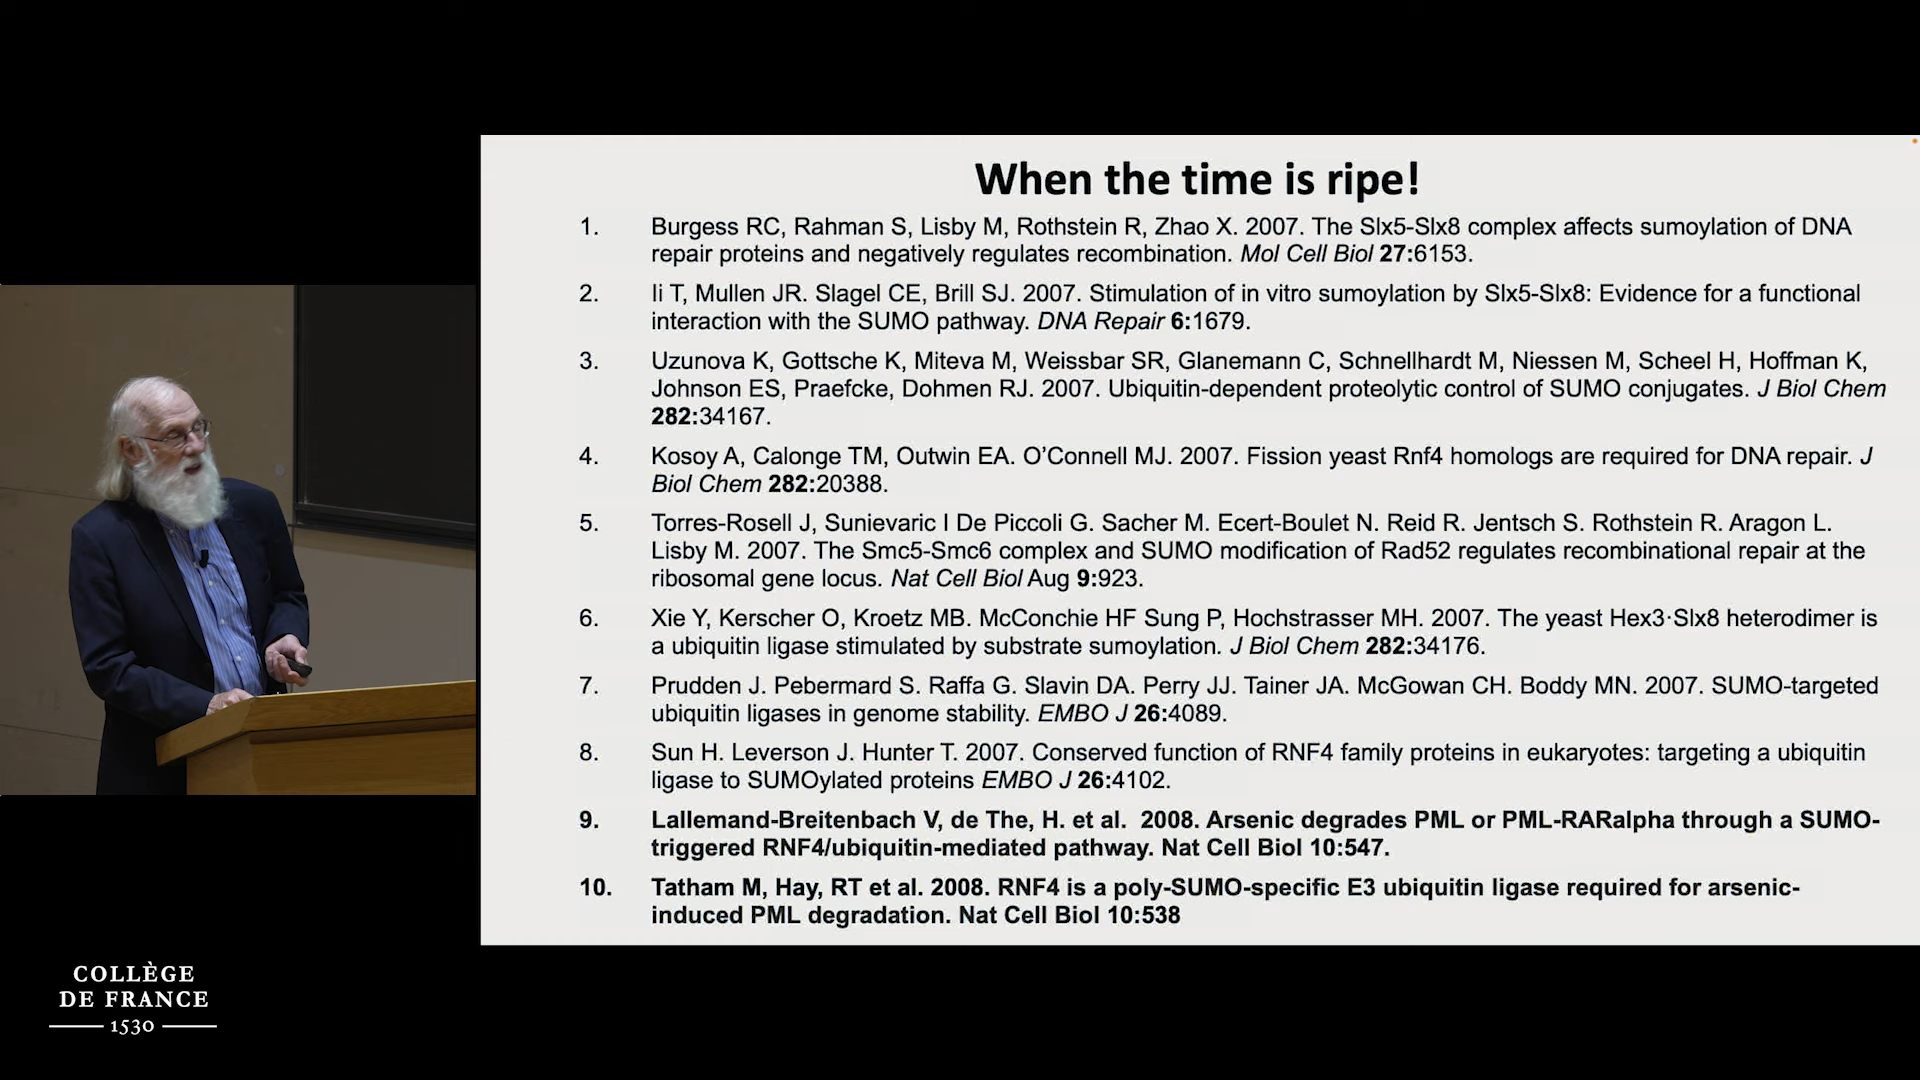 When the time is ripe!
1. Burgess RC, Rahman S, Lisby M, Rothstein R, Zhao X. 2007. The Slx5-Slx8 complex affects sumoylation of DNA
repair proteins and negatively regulates recombination. Mol Cell Biol 27:6153.
2. Ii T, Mullen JR. Slagel CE, Brill SJ. 2007. Stimulation of in vitro sumoylation by Slx5-Slx8: Evidence for a functional
interaction with the SUMO pathway. DNA Repair 6:1679.
3. Uzunova K, Gottsche K, Miteva M, Weissbar SR, Glanemann C, Schnellhardt M, Niessen M, Scheel H, Hoffman K,
Johnson ES, Praefcke, Dohmen RJ. 2007. Ubiquitin-dependent proteolytic control of SUMO conjugates. J Biol Chem
282:34167.
4. Kosoy A, Calonge TM, Outwin EA. O’Connell MJ. 2007. Fission yeast Rnf4 homologs are required for DNA repair. J
Biol Chem 282:20388.
5. Torres-Rosell J, Sunievaric I De Piccoli G. Sacher M. Ecert-Boulet N. Reid R. Jentsch S. Rothstein R. Aragon L.
Lisby M. 2007. The Smc5-Smc6 complex and SUMO modification of Rad52 regulates recombinational repair at the
ribosomal gene locus. Nat Cell Biol Aug 9:923.
6. Xie Y, Kerscher O, Kroetz MB. McConchie HF Sung P, Hochstrasser MH. 2007. The yeast Hex3·Slx8 heterodimer is
a ubiquitin ligase stimulated by substrate sumoylation. J Biol Chem 282:34176.
7. Prudden J. Pebermard S. Raffa G. Slavin DA. Perry JJ. Tainer JA. McGowan CH. Boddy MN. 2007. SUMO-targeted
ubiquitin ligases in genome stability. EMBO J 26:4089.
8. Sun H. Leverson J. Hunter T. 2007. Conserved function of RNF4 family proteins in eukaryotes: targeting a ubiquitin
ligase to SUMOylated proteins EMBO J 26:4102.
9. Lallemand-Breitenbach V, de The, H. et al. 2008. Arsenic degrades PML or PML-RARalpha through a SUMO-
triggered RNF4/ubiquitin-mediated pathway. Nat Cell Biol 10:547.
10. Tatham M, Hay, RT et al. 2008. RNF4 is a poly-SUMO-specific E3 ubiquitin ligase required for arsenic-
induced PML degradation. Nat Cell Biol 10:538
COLLÈGE
DE FRANCE
1530